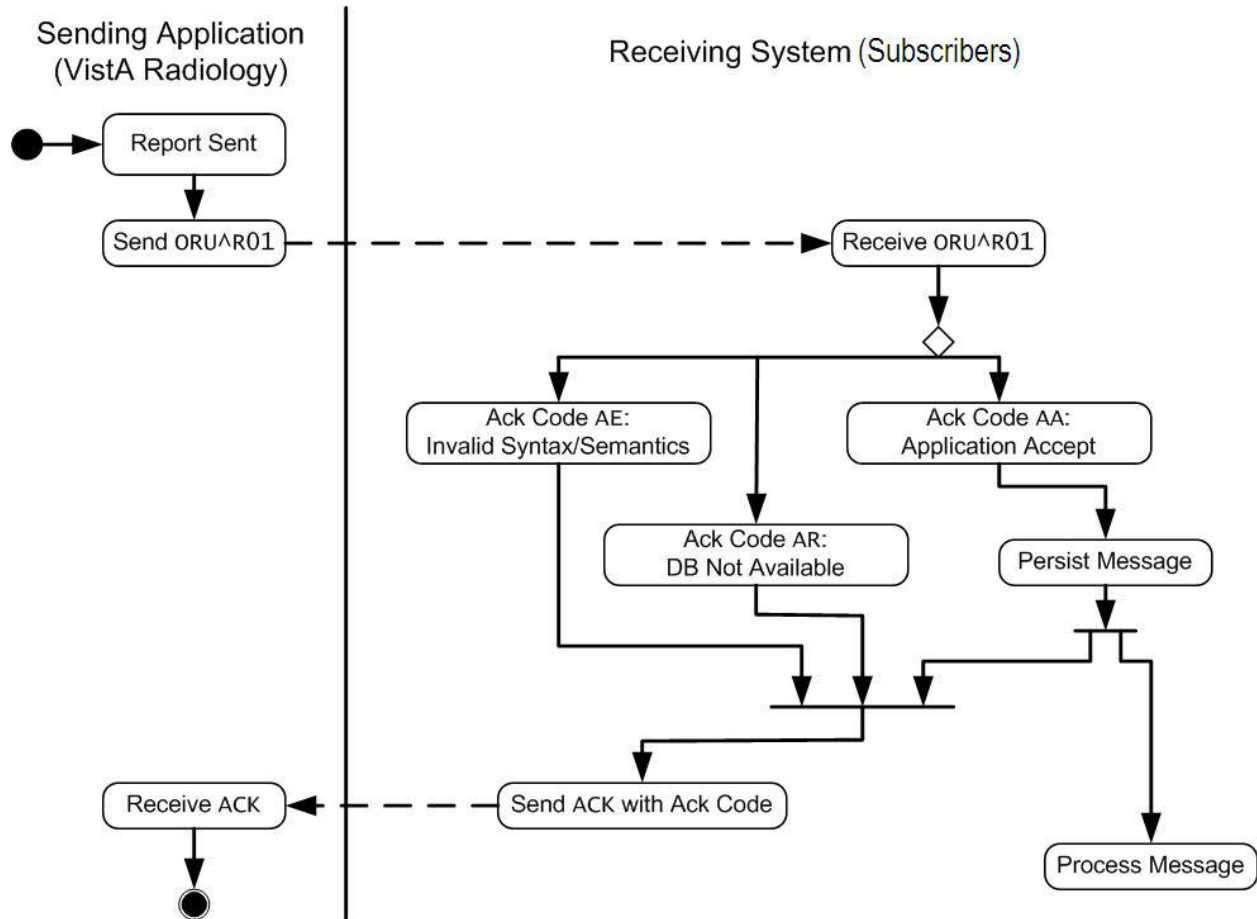 Sending Application
(VistA Radiology)
Receiving System (Subscribers)
Report Sent
Send ORU^R01
Receive ORU^R01
Ack Code AE:
Invalid Syntax/Semantics
Ack Code AA:
Application Accept
Ack Code AR:
DB Not Available
Persist Message
Receive ACK
Send ACK with Ack Code
Process Message